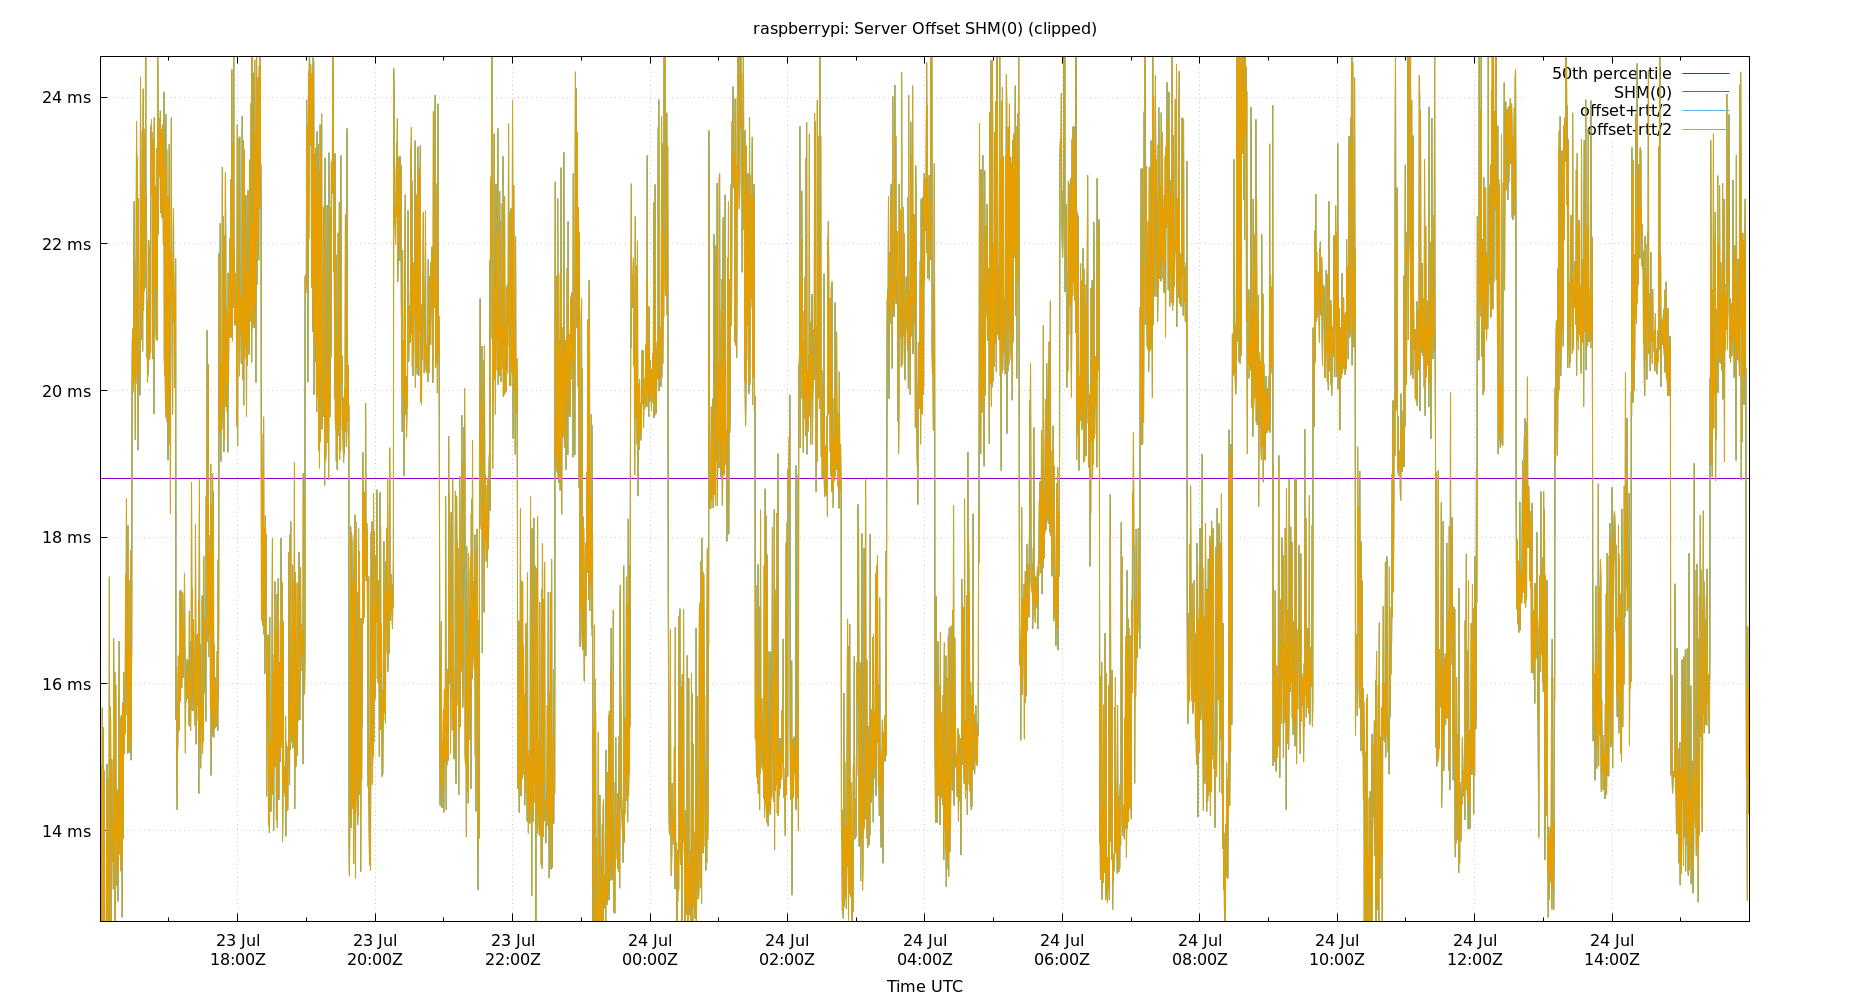 raspberrypi: Server Offset SHM(0) (clipped)
50th percentile
SHM(0)
offset+rtt/2
offset-rtt/2
24 ms
22 ms
20 ms
18 ms
16 ms
14 ms
23 Jul 23 Jul 23 Jul 24 Jul 24 Jul 24 Jul 24 Jul 24 Jul 24 Jul 24 Jul 24 Jul
18:00Z 20:00Z 22:00Z 00:00Z 02:00Z 04:00Z 06:00Z 08:00Z 10:00Z 12:00Z 14:00Z
Time UTC